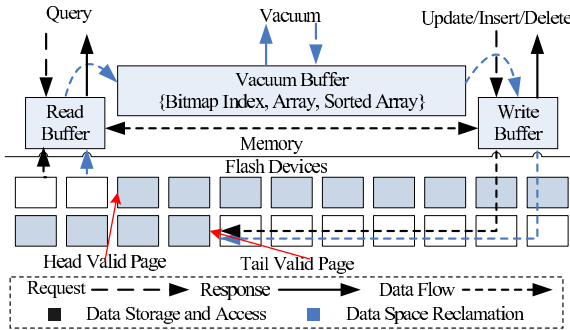 Query
Vacuum
Update/Insert/Delete
Vacuum Buffer
{Bitmap Index, Array, Sorted Array}
Read
Buffer
Write
Buffer
Memory
Flash Devices
Head Valid Page
Tail Valid Page
Request
Response
Data Flow
Data Storage and Access
Data Space Reclamation